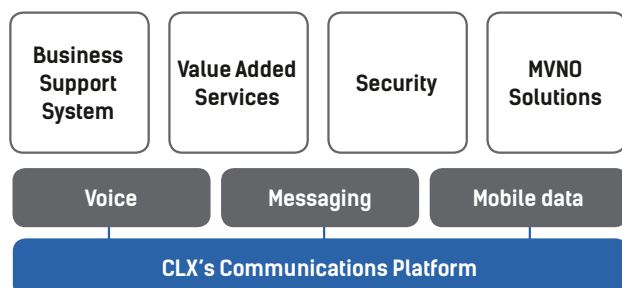 Business
Support
System
Value Added
Services
Security
MVNO
Solutions
Voice
Messaging
Mobile data
CLX's Communications Platform